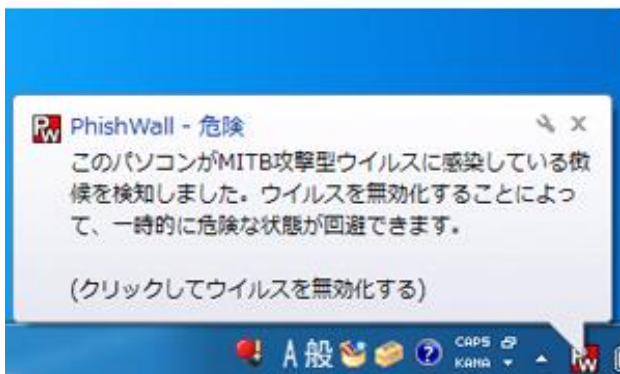 PW PhishWall - 危険
このパソコンがMITB攻撃型ウイルスに感染している徴
候を検知しました。ウイルスを無効化することによっ
て、一時的に危険な状態が回避できます。
(クリックしてウイルスを無効化する)
A 般 ? CAPS KANA PW